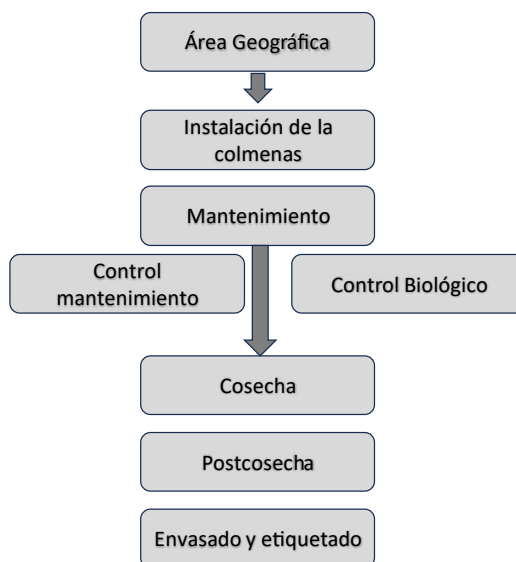 Área Geográfica
Instalación de la
colmenas
Mantenimiento
Control
mantenimiento
Control Biológico
Cosecha
Postcosecha
Envasado y etiquetado